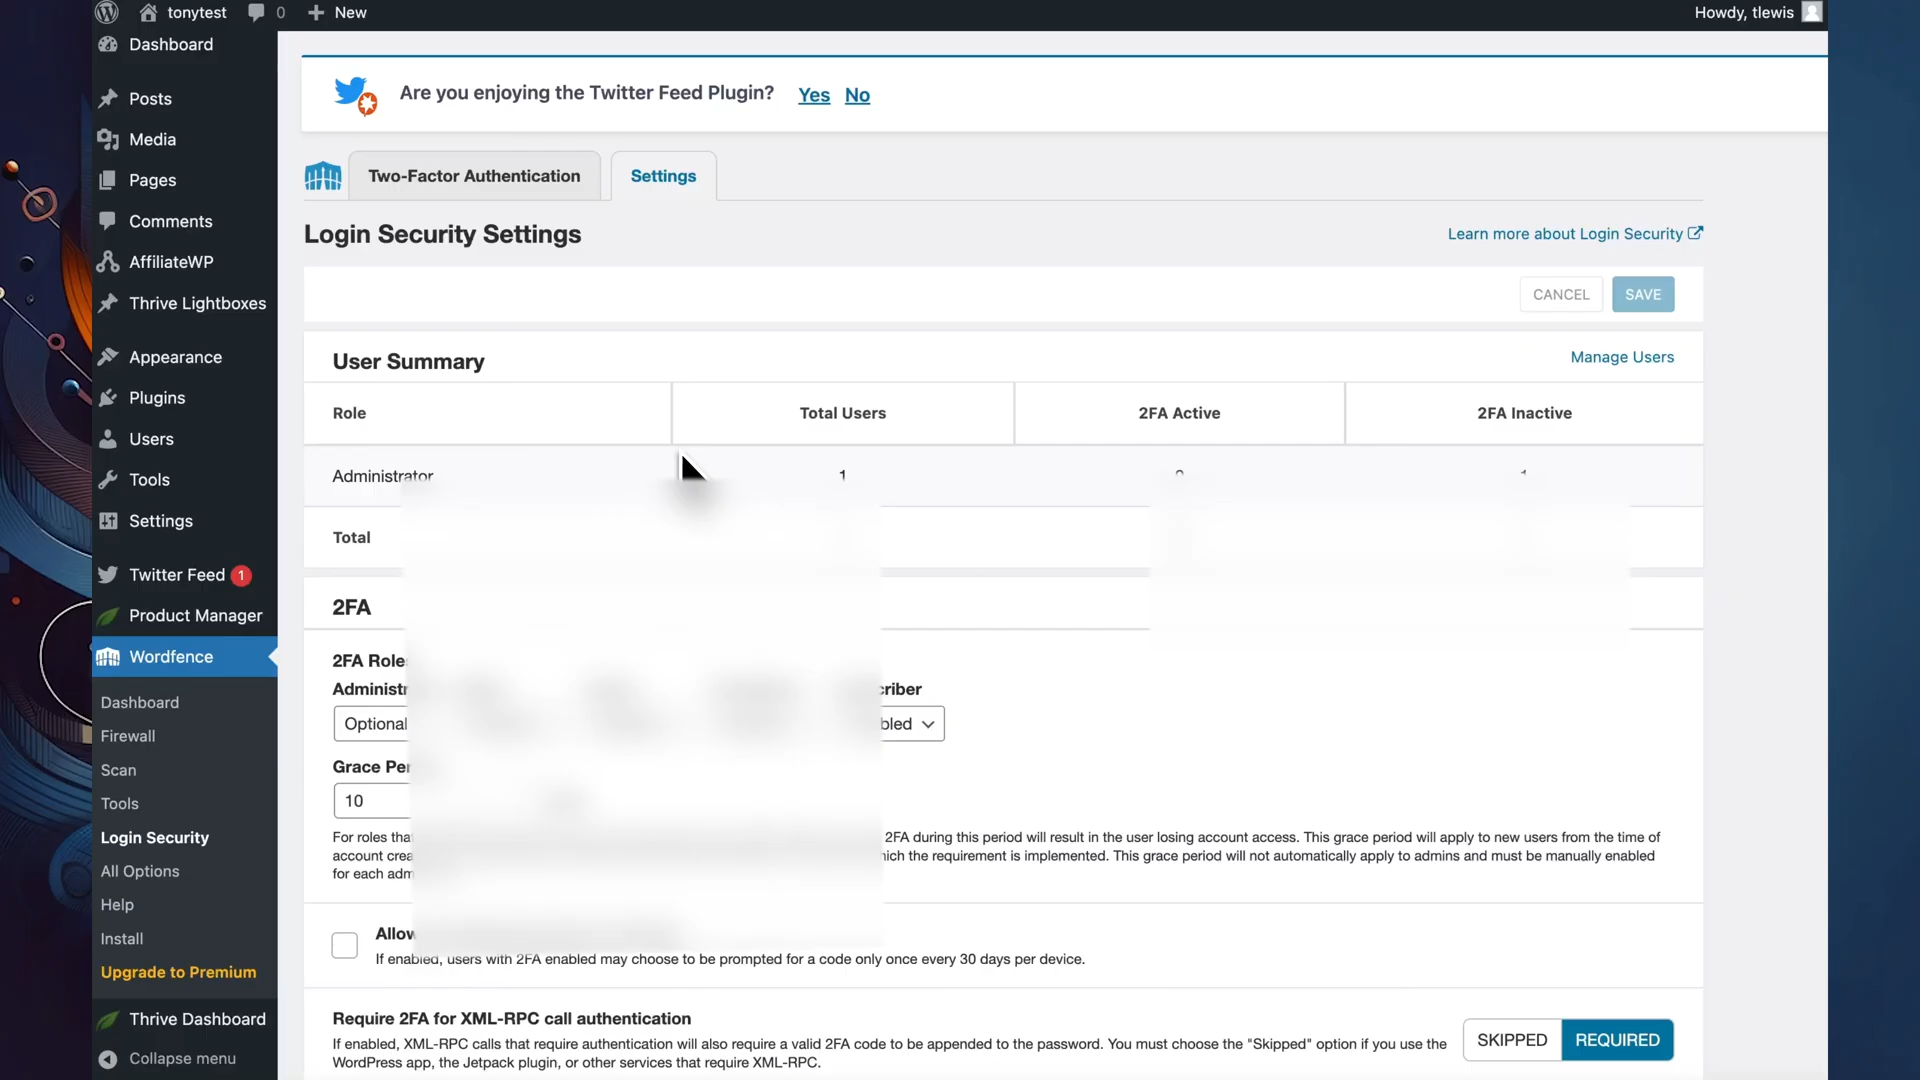 tonytest
0
New
Howdy, tlewis
Dashboard
Posts
Media
Pages
Comments
AffiliateWP
Thrive Lightboxes
Appearance
Plugins
Users
Tools
Settings
Twitter Feed 1
Product Manager
Wordfence
Dashboard
Firewall
Scan
Tools
Login Security
All Options
Help
Install
Upgrade to Premium
Thrive Dashboard
Collapse menu
Are you enjoying the Twitter Feed Plugin? Yes No
Two-Factor Authentication
Settings
Login Security Settings
Learn more about Login Security
CANCEL
SAVE
User Summary
Manage Users
Role
Total Users
2FA Active
2FA Inactive
Administrator
1
Total
2FA
2FA
Optional
Grace
10
For roles 2FA during this period will result in the user losing account access. This grace period will apply to new users from the time of
account the requirement is implemented. This grace period will not automatically apply to admins and must be manually enabled
for each
If enabled, users with 2FA enabled may choose to be prompted for a code only once every 30 days per device.
Require 2FA for XML-RPC call authentication
If enabled, XML-RPC calls that require authentication will also require a valid 2FA code to be appended to the password. You must choose the "Skipped" option if you use the
WordPress app, the Jetpack plugin, or other services that require XML-RPC.
SKIPPED
REQUIRED